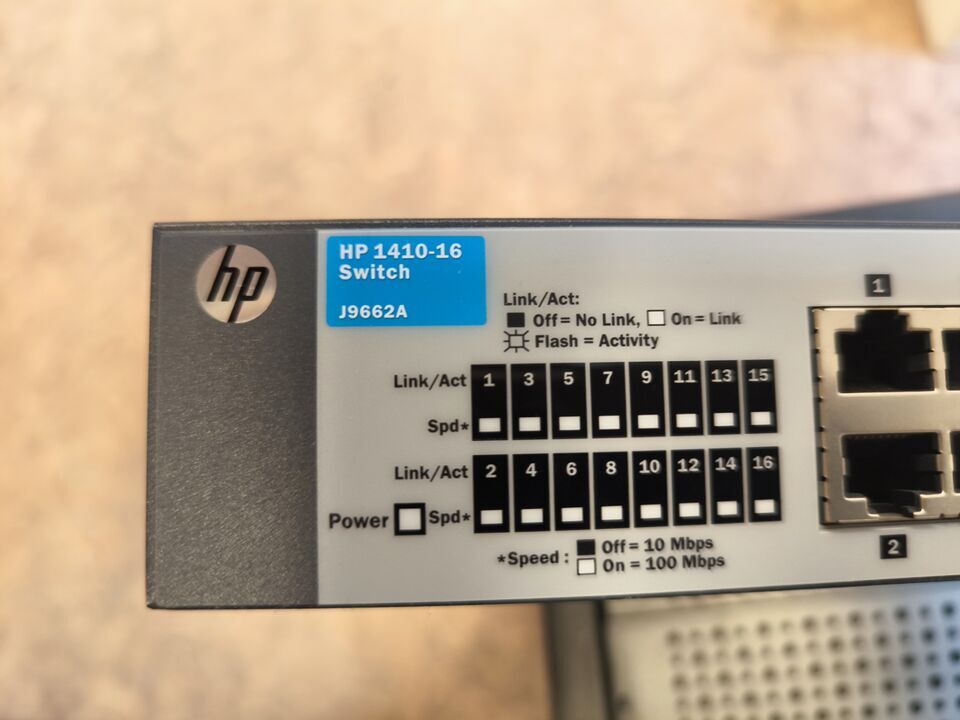 hp
HP 1410-16
Switch
J9662A
Link/Act:
Off = No Link, On = Link
Flash = Activity
Link/Act 1 3 5 7 9 11 13 15
Spd*
Link/Act 2 4 6 8 10 12 14 16
Power Spd*
*Speed : Off = 10 Mbps
On = 100 Mbps
1
2